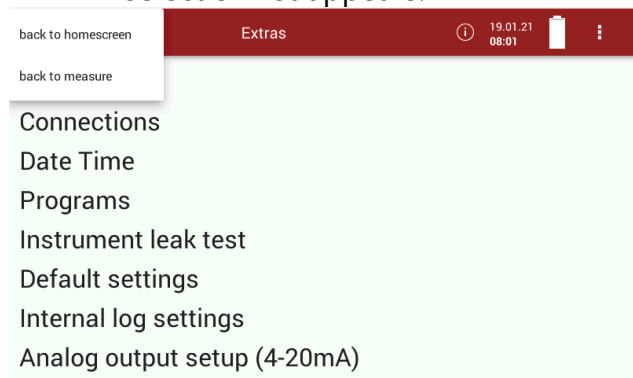 back to homescreen
Extras
19.01.21
08:01
back to measure
Connections
Date Time
Programs
Instrument leak test
Default settings
Internal log settings
Analog output setup (4-20mA)